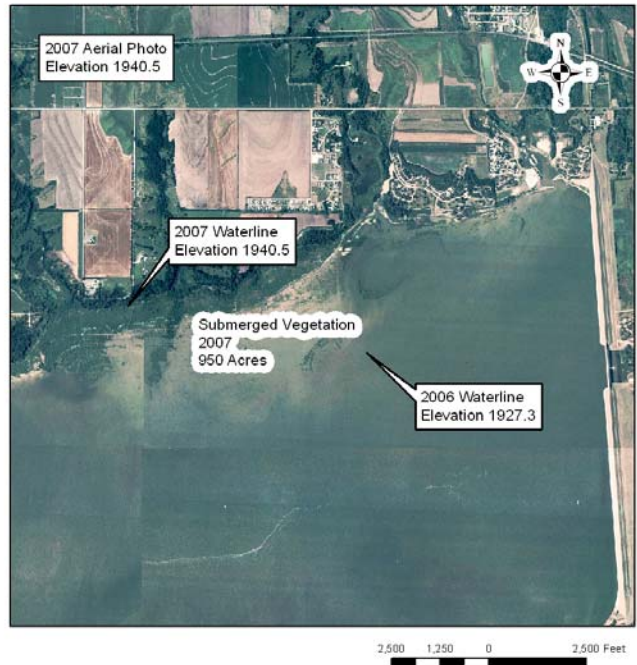 2007 Aerial Photo
Elevation 1940.5
N
W E
S
2007 Waterline
Elevation 1940.5
Submerged Vegetation
2007
950 Acres
2006 Waterline
Elevation 1927.3
2,500 1,250 0 2,500 Feet